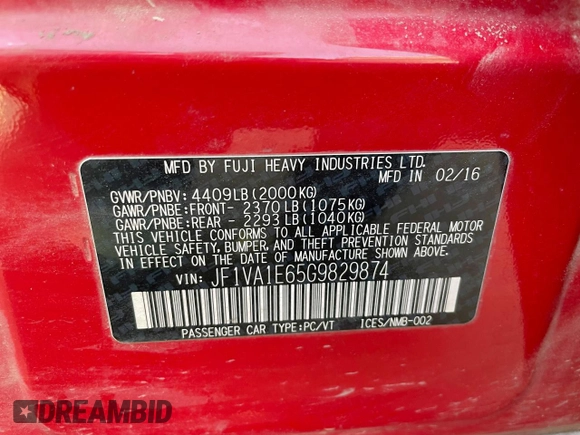 MFD BY FUJI HEAVY INDUSTRIES LTD.
MFD IN 02/16
GVWR/PNBV: 4409LB(2000KG)
GAWR/PNBE:FRONT- 2370LB(1075KG)
GAWR/PNBE:REAR - 2293LB(1040KG)
THIS VEHICLE CONFORMS TO ALL APPLICABLE FEDERAL MOTOR
VEHICLE SAFETY, BUMPER, AND THEFT PREVENTION STANDARDS
IN EFFECT ON THE DATE OF MANUFACTURE SHOWN ABOVE.
VIN: JF1VA1E65G9829874
PASSENGER CAR TYPE:PC/VT ICES/NMB-002
DREAMBID